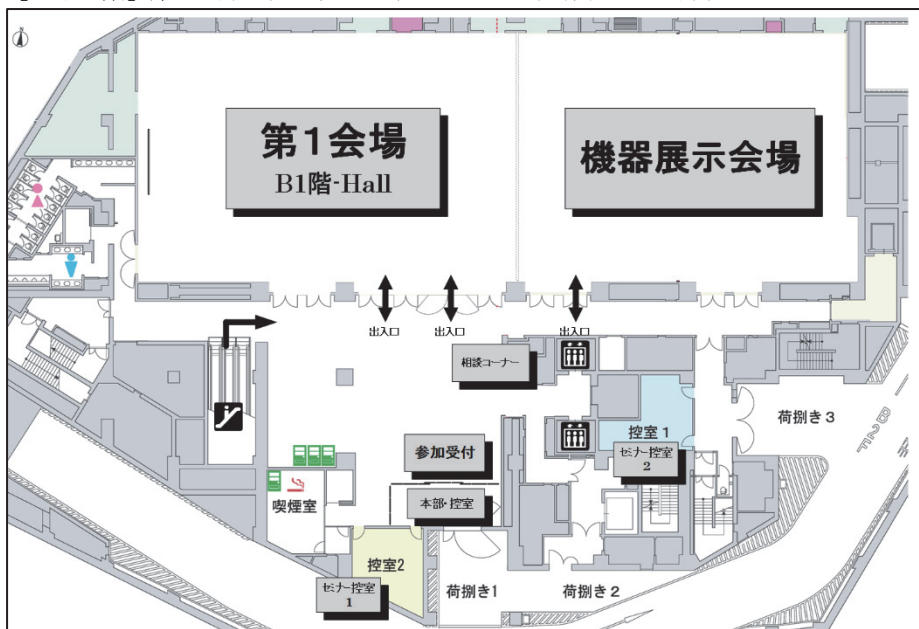 第1会場
B1階-Hall
機器展示会場
出入口
出入口
出入口
相談コーナー
控室1
セミナー控室
2
荷捌き3
B2F
参加受付
喫煙室
本部・控室
控室2
セミナー控室
1
荷捌き1
荷捌き2